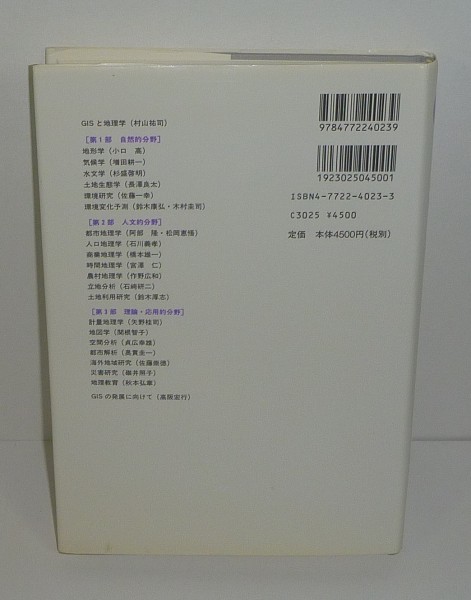 GISと地理学（村山祐司）
［第1部 自然的分野］
地形学（小口 高）
気候学（増田耕一）
水文学（杉盛啓明）
土地生態学（長澤良太）
環境研究（佐藤一幸）
環境変化予測（鈴木康弘・木村圭司）
［第2部 人文的分野］
都市地理学（阿部 隆・松岡恵悟）
人口地理学（石川義孝）
商業地理学（橋本雄一）
時間地理学（宮澤 仁）
農村地理学（作野広和）
立地分析（石﨑研二）
土地利用研究（鈴木厚志）
［第3部 理論・応用的分野］
計量地理学（矢野桂司）
地図学（関根智子）
空間分析（貞広幸雄）
都市解析（奥貫圭一）
海外地域研究（佐藤崇徳）
災害研究（碓井照子）
地理教育（秋本弘章）
GISの発展に向けて（高阪宏行）
9784772240239
1923025045001
ISBN4-7722-4023-3
C3025 ¥4500
定価 本体4500円（税別）